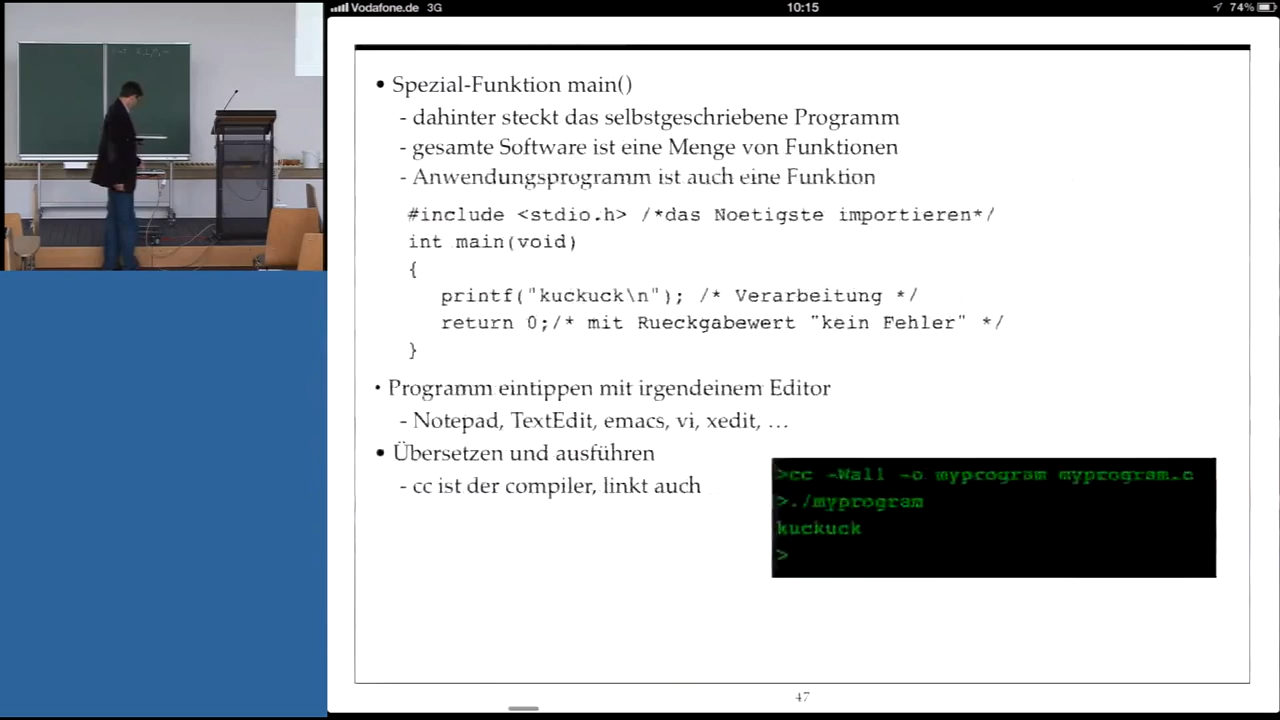 Vodafone.de 3G 10:15 74%
• Spezial-Funktion main()
- dahinter steckt das selbstgeschriebene Programm
- gesamte Software ist eine Menge von Funktionen
- Anwendungsprogramm ist auch eine Funktion
#include <stdio.h> /*das Noetigste importieren*/
int main(void)
{
printf("kuckuck\n"); /* Verarbeitung */
return 0;/* mit Rueckgabewert "kein Fehler" */
}
• Programm eintippen mit irgendeinem Editor
- Notepad, TextEdit, emacs, vi, xedit, …
• Übersetzen und ausführen
- cc ist der compiler, linkt auch
>cc -Wall -o myprogram myprogram.c
>./myprogram
kuckuck
>
47